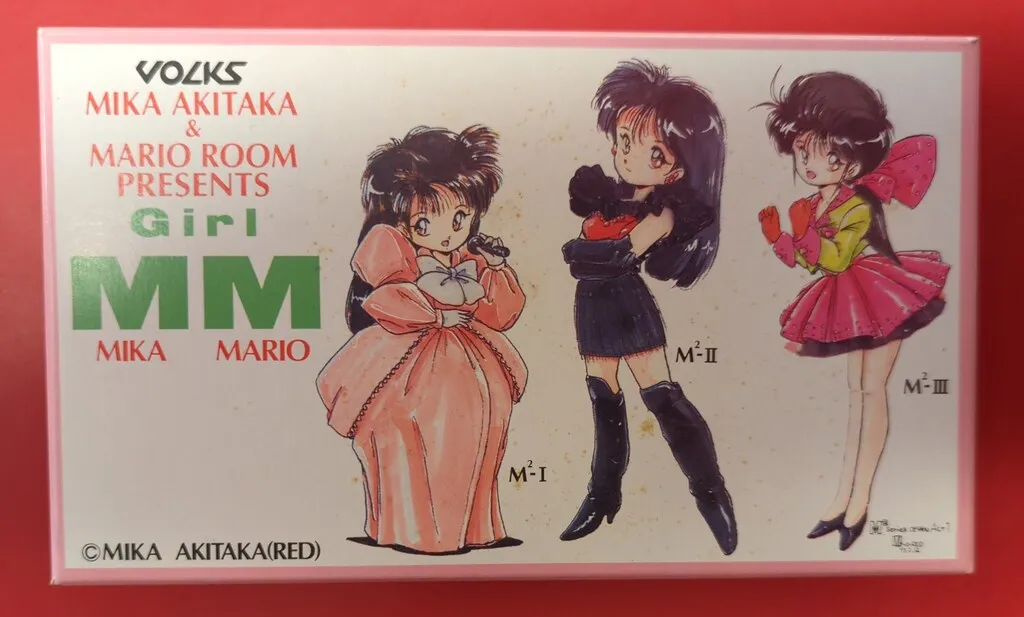 VOLKS
MIKA AKITAKA
&
MARIO ROOM
PRESENTS
Girl
MM
MIKA MARIO
M²-I
M²-II
M²-III
©MIKA AKITAKA(RED)